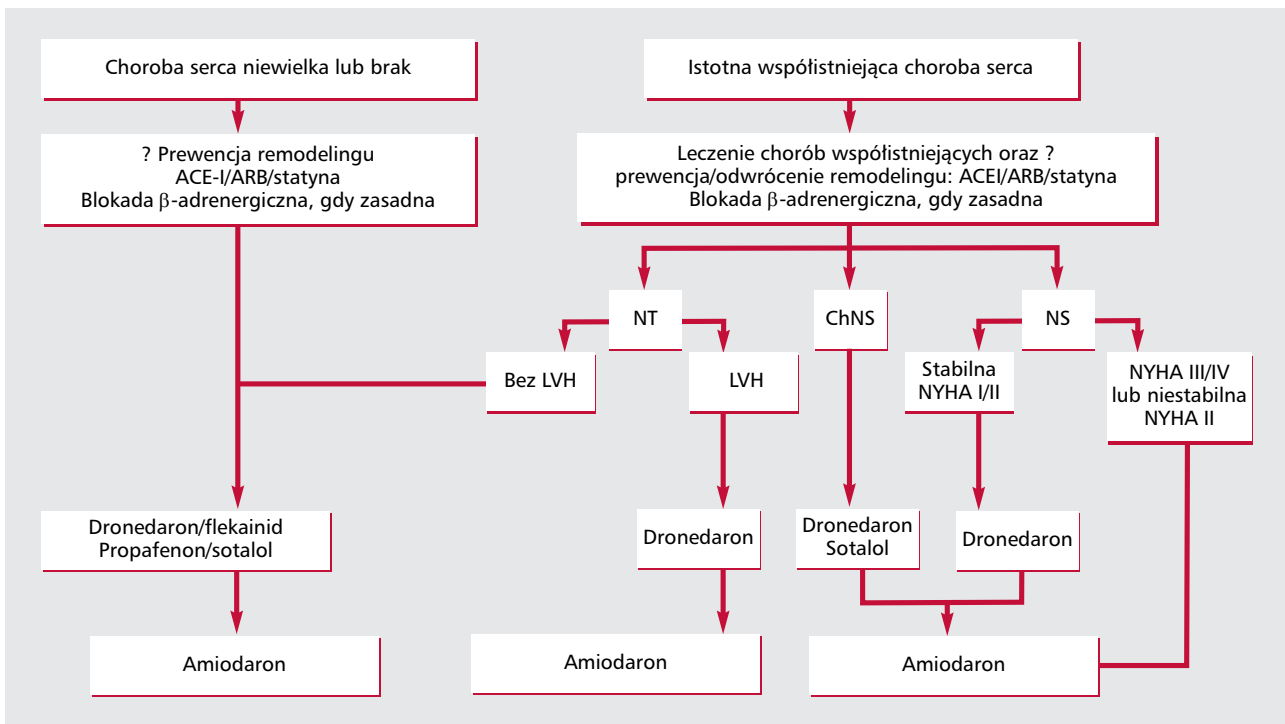 Choroba serca niewielka lub brak
Istotna współistniejąca choroba serca
? Prewencja remodelingu
ACE-I/ARB/statyna
Blokada β-adrenergiczna, gdy zasadna
Leczenie chorób współistniejących oraz ?
prewencja/odwrócenie remodelingu: ACEI/ARB/statyna
Blokada β-adrenergiczna, gdy zasadna
NT
ChNS
NS
Bez LVH
LVH
Stabilna
NYHA I/II
NYHA III/IV
lub niestabilna
NYHA II
Dronedaron/flekainid
Propafenon/sotalol
Dronedaron
Dronedaron
Sotalol
Dronedaron
Amiodaron
Amiodaron
Amiodaron